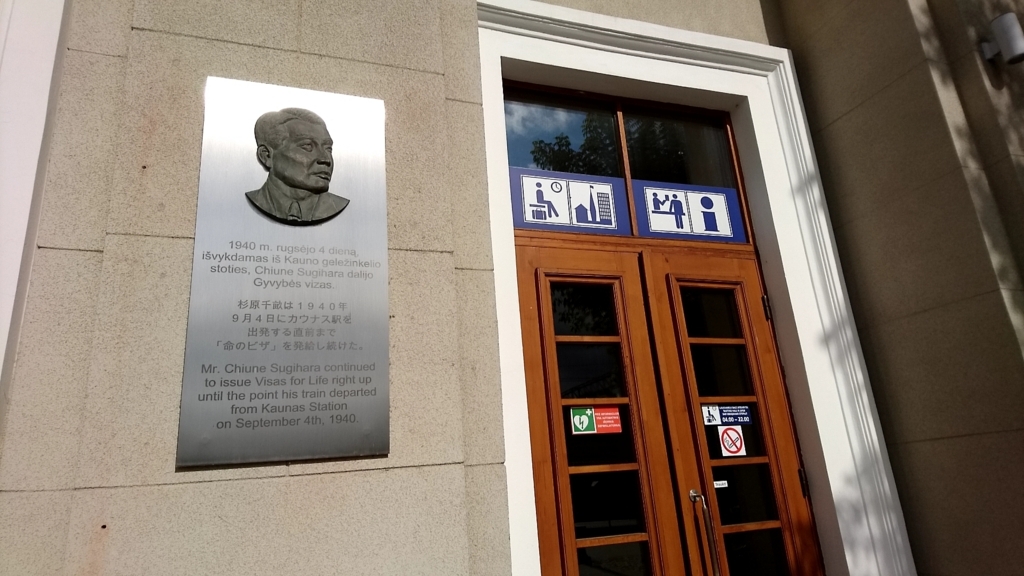 1940 m. rugsėjo 4 dieną,
išvykdamas iš Kauno geležinkelio
stoties, Chiune Sugihara dalijo
Gyvybės vizas.
杉原千畝は１９４０年
９月４日にカウナス駅を
出発する直前まで
「命のビザ」を発給し続けた。
Mr. Chiune Sugihara continued
to issue Visas for Life right up
until the point his train departed
from Kaunas Station
on September 4th, 1940.
04:00 - 22:00